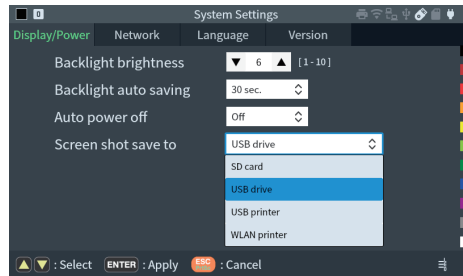 0 System Settings
Display/Power Network Language Version
Backlight brightness ▼ 6 ▲ [1-10]
Backlight auto saving 30 sec.
Auto power off Off
Screen shot save to USB drive
SD card
USB drive
USB printer
WLAN printer
▲▼ : Select ENTER : Apply ESC : Cancel